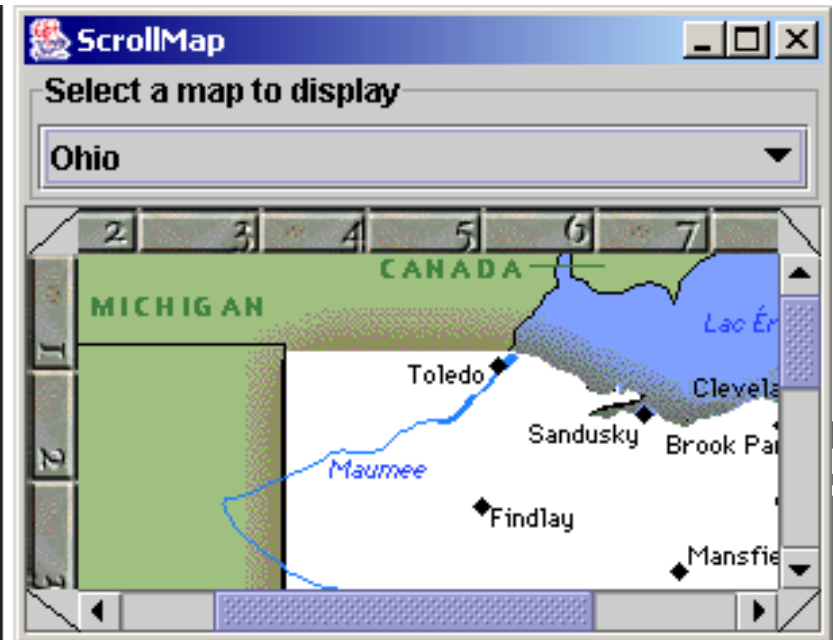 ScrollMap
Select a map to display
Ohio
2 3 4 5 6 7
CANADA
MICHIGAN
Lac Ér
1
Toledo
Clevela
Sandusky
Brook Pa
2
Maumee
Findlay
Mansfie
3